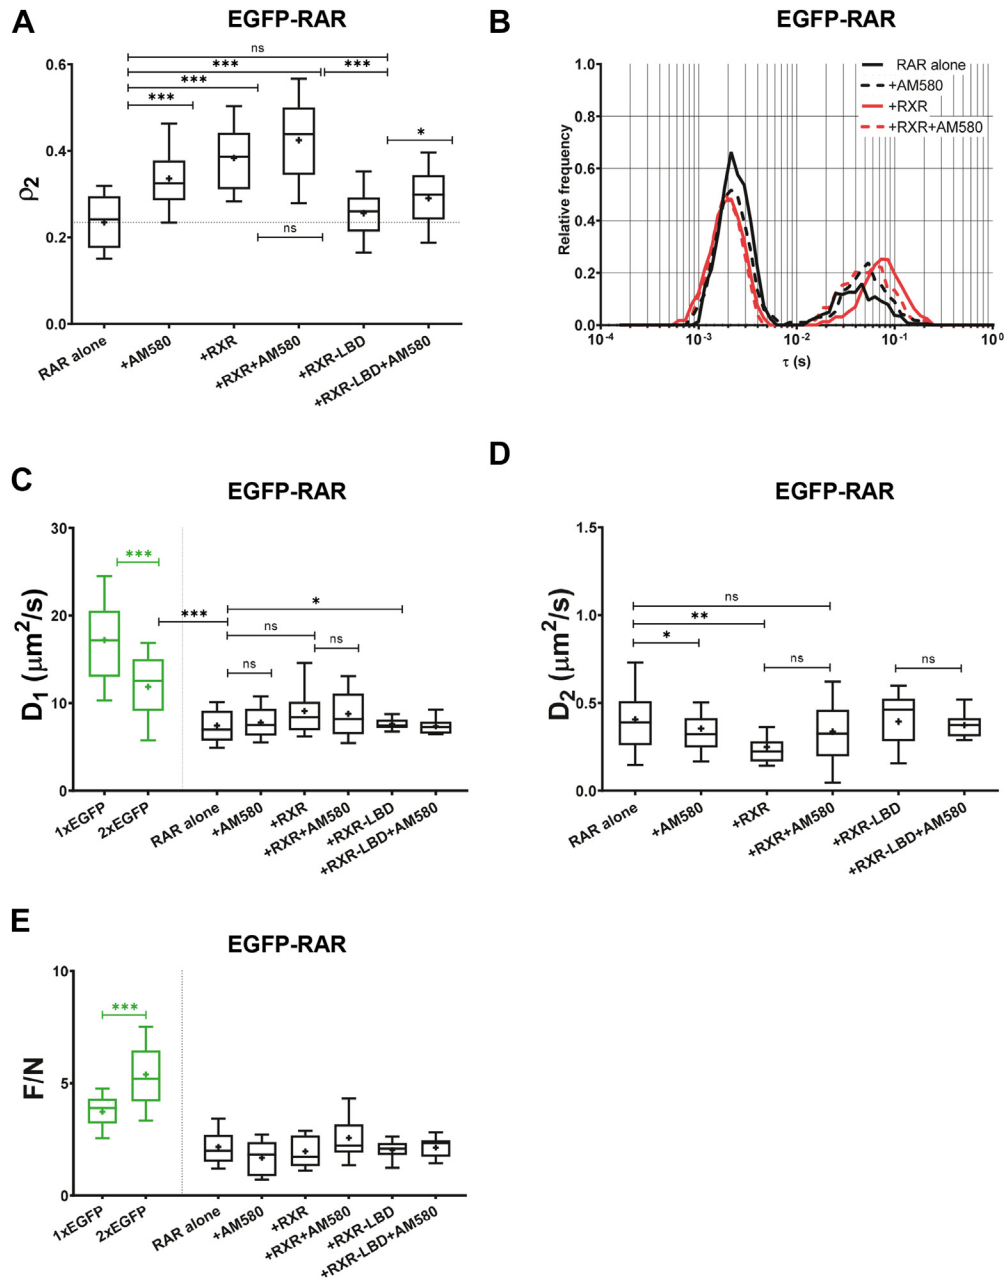 A
EGFP-RAR
ns
***
***
***
***
*
ns
0.6
0.4
0.2
0.0
ρ2
RAR alone
+AM580
+RXR
+RXR+AM580
+RXR-LBD
+RXR-LBD+AM580
B
EGFP-RAR
RAR alone
+AM580
+RXR
+RXR+AM580
1.0
0.8
0.6
0.4
0.2
0.0
Relative frequency
10-4
10-3
10-2
10-1
100
τ (s)
C
EGFP-RAR
30
20
10
0
D1 (μm2/s)
***
***
*
ns
ns
ns
1xEGFP
2xEGFP
RAR alone
+AM580
+RXR
+RXR+AM580
+RXR-LBD
+RXR-LBD+AM580
D
EGFP-RAR
1.5
1.0
0.5
0.0
D2 (μm2/s)
ns
**
*
ns
ns
RAR alone
+AM580
+RXR
+RXR+AM580
+RXR-LBD
+RXR-LBD+AM580
E
EGFP-RAR
10
5
0
F/N
***
1xEGFP
2xEGFP
RAR alone
+AM580
+RXR
+RXR+AM580
+RXR-LBD
+RXR-LBD+AM580